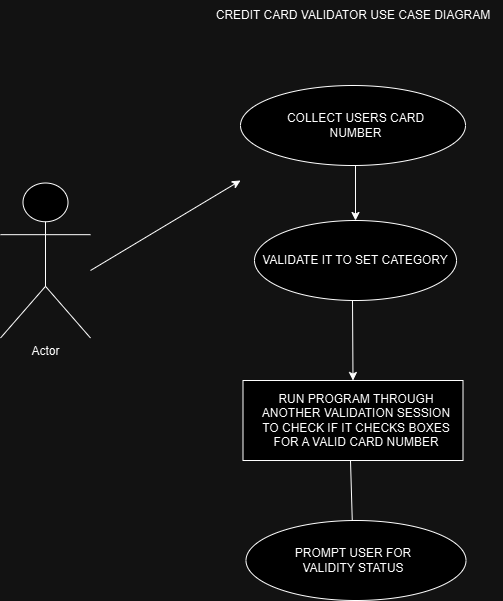 CREDIT CARD VALIDATOR USE CASE DIAGRAM
COLLECT USERS CARD
NUMBER
VALIDATE IT TO SET CATEGORY
Actor
RUN PROGRAM THROUGH
ANOTHER VALIDATION SESSION
TO CHECK IF IT CHECKS BOXES
FOR A VALID CARD NUMBER
PROMPT USER FOR
VALIDITY STATUS